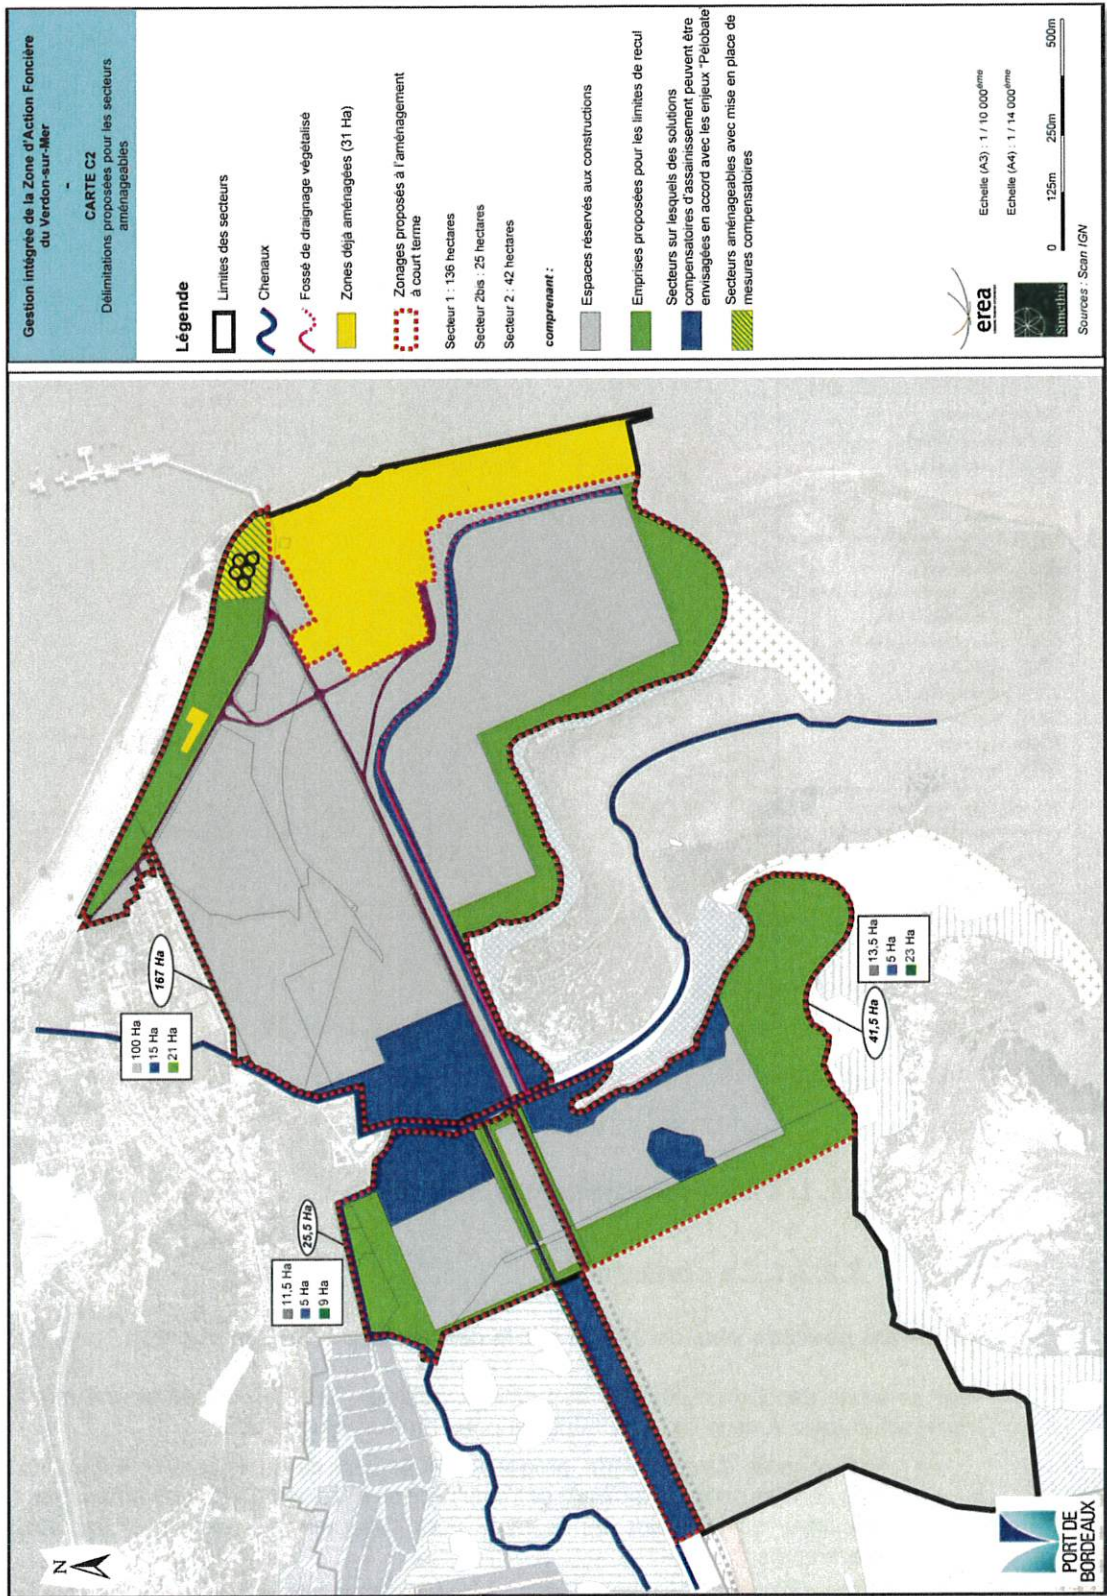 Gestion intégrée de la Zone d'Action Foncière
du Verdon-sur-Mer
-
CARTE C2
Délimitations proposées pour les secteurs
aménageables
Légende
Limites des secteurs
Chenaux
Fossé de draignage végétalisé
Zones déjà aménagées (31 Ha)
Zonages proposés à l'aménagement
à court terme
Secteur 1 : 136 hectares
Secteur 2bis : 25 hectares
Secteur 2 : 42 hectares
comprenant :
Espaces réservés aux constructions
Emprises proposées pour les limites de recul
Secteurs sur lesquels des solutions
compensatoires d'assainissement peuvent être
envisagées en accord avec les enjeux "Pélobate
Secteurs aménageables avec mise en place de
mesures compensatoires
erea
Simethis
Echelle (A3) : 1 / 10 000ème
Echelle (A4) : 1 / 14 000ème
0 125m 250m 500m
Sources : Scan IGN
N
167 Ha
100 Ha
15 Ha
21 Ha
25,5 Ha
11,5 Ha
5 Ha
9 Ha
41,5 Ha
13,5 Ha
5 Ha
23 Ha
PORT DE
BORDEAUX